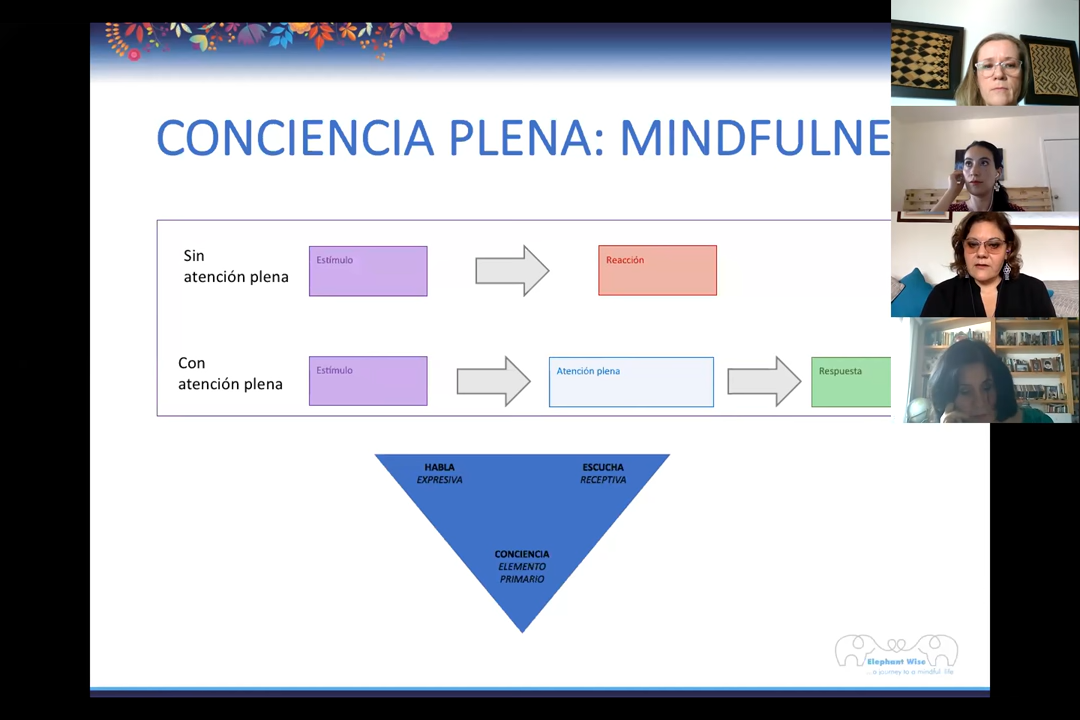 CONCIENCIA PLENA: MINDFULNE
Sin
atención plena
Estímulo
Reacción
Con
atención plena
Estímulo
Atención plena
Respuesta
HABLA
EXPRESIVA
ESCUCHA
RECEPTIVA
CONCIENCIA
ELEMENTO
PRIMARIO
Elephant Wise
...a journey to a mindful life